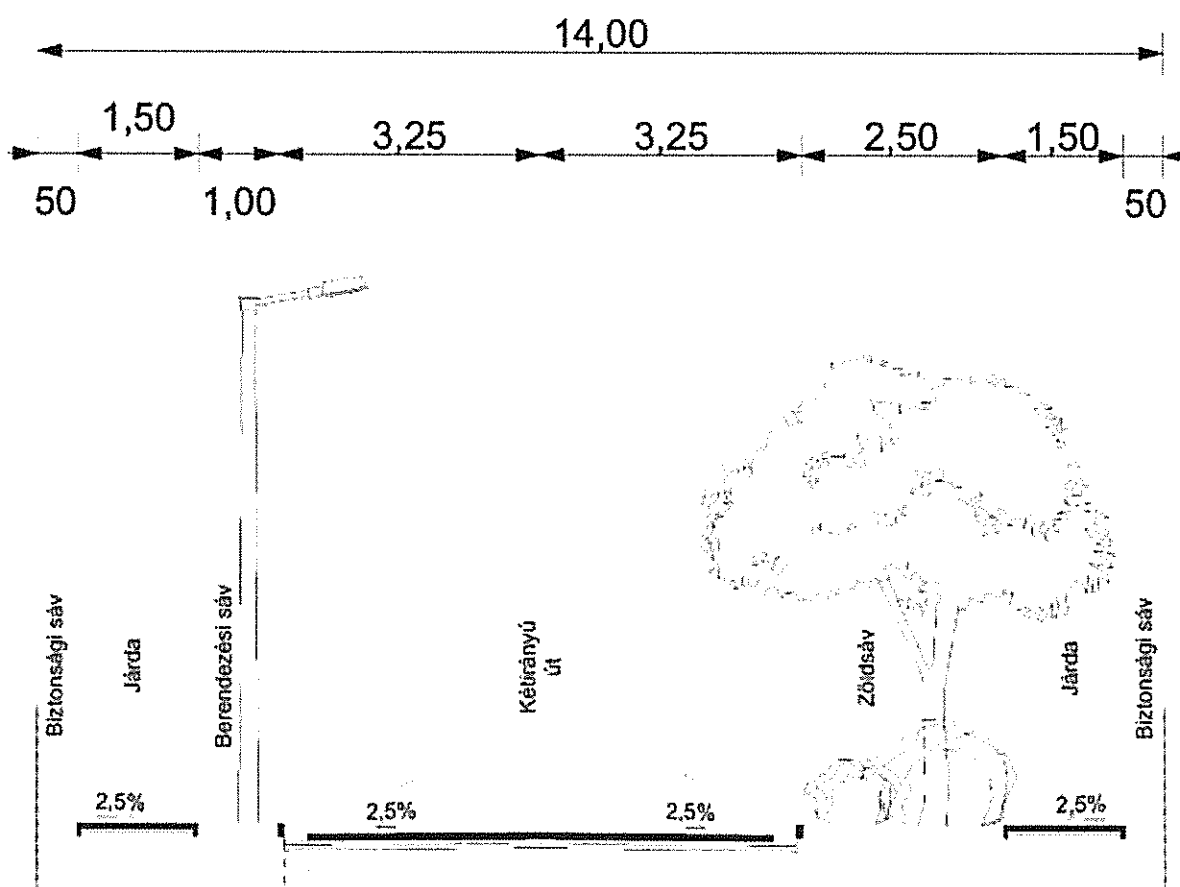 14,00
1,50
3,25
3,25
2,50
1,50
50
1,00
50
Biztonsági sáv
Járda
Berendezési sáv
Kétirányú
út
Zöldsáv
Járda
Biztonsági sáv
2,5%
2,5%
2,5%
2,5%